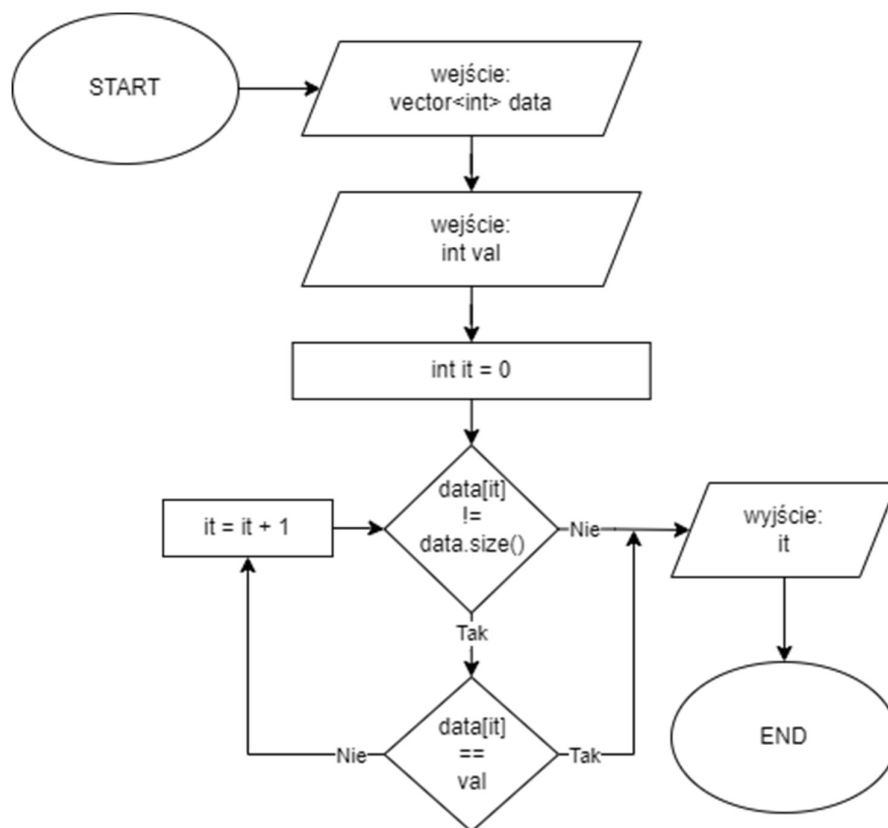 START
wejście:
vector<int> data
wejście:
int val
int it = 0
data[it]
!=
data.size()
Nie
it = it + 1
wyjście:
it
Tak
data[it]
==
val
Nie
Tak
END